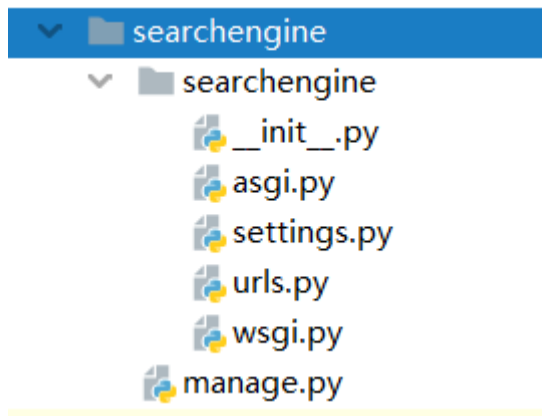 searchengine
searchengine
__init__.py
asgi.py
settings.py
urls.py
wsgi.py
manage.py